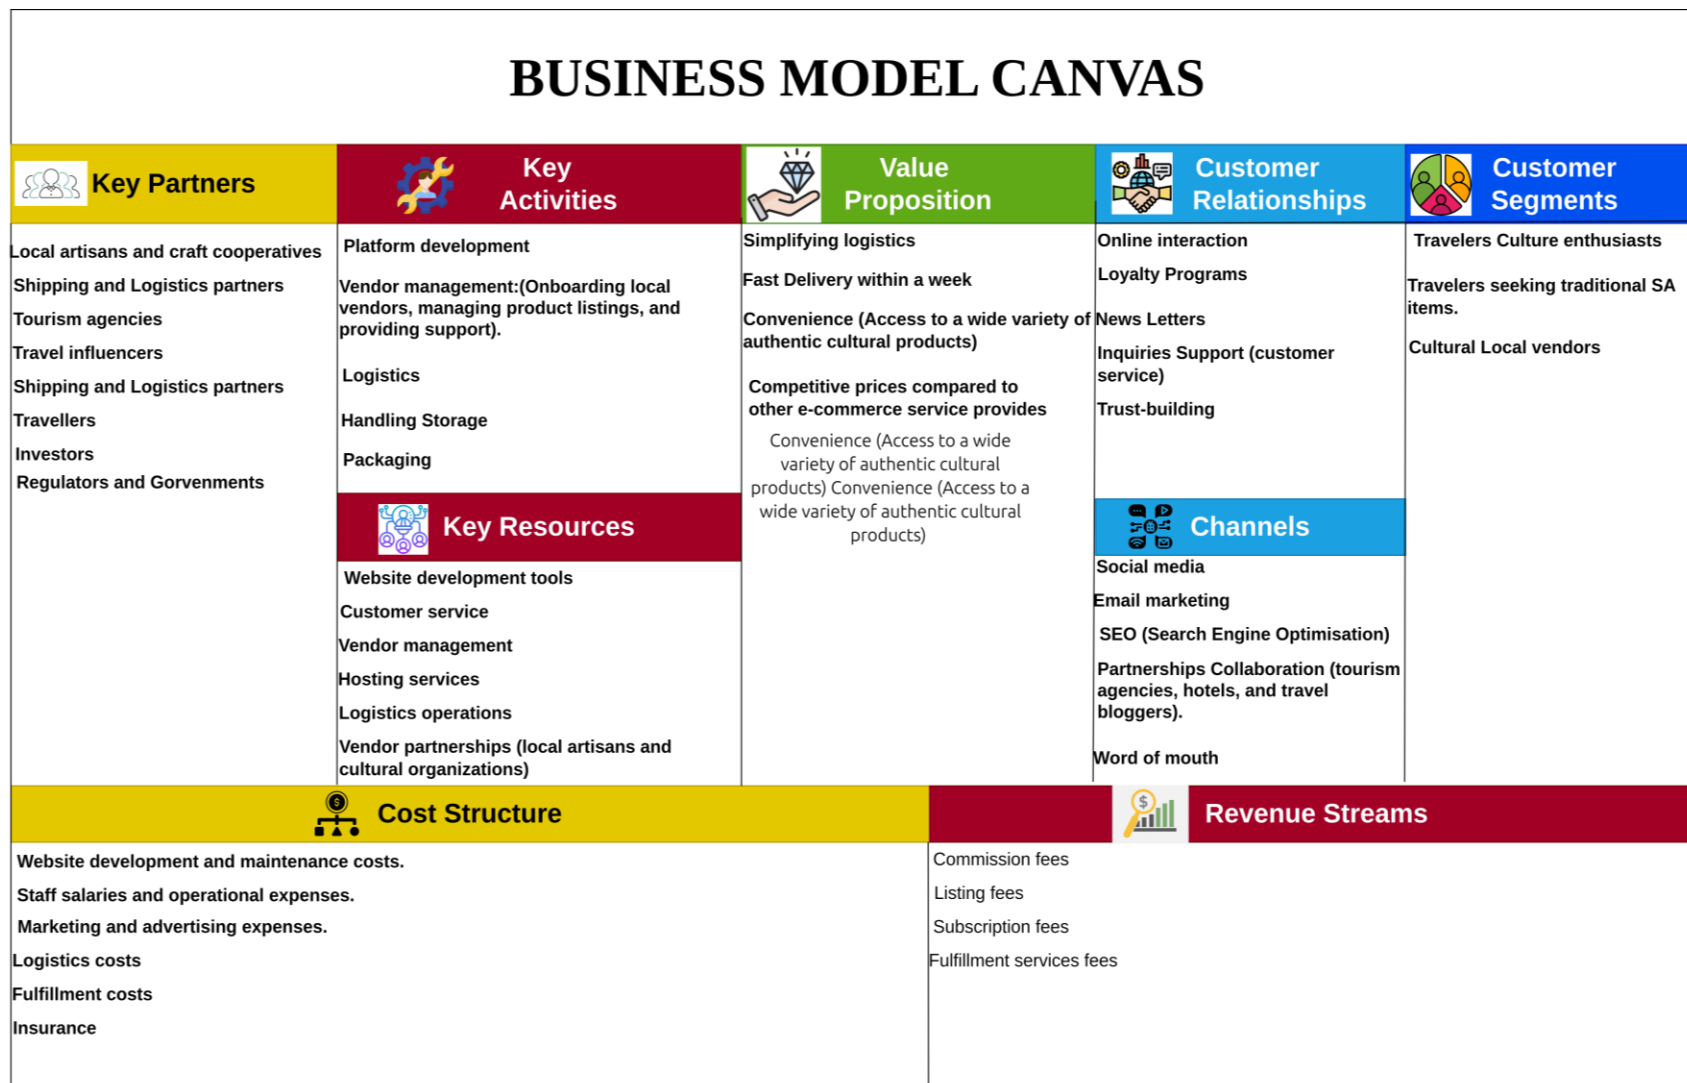 BUSINESS MODEL CANVAS
Key Partners
Local artisans and craft cooperatives
Shipping and Logistics partners
Tourism agencies
Travel influencers
Shipping and Logistics partners
Travellers
Investors
Regulators and Gorvenments
Key
Activities
Platform development
Vendor management:(Onboarding local
vendors, managing product listings, and
providing support).
Logistics
Handling Storage
Packaging
Key Resources
Website development tools
Customer service
Vendor management
Hosting services
Logistics operations
Vendor partnerships (local artisans and
cultural organizations)
Value
Proposition
Simplifying logistics
Fast Delivery within a week
Convenience (Access to a wide variety of
authentic cultural products)
Competitive prices compared to
other e-commerce service provides
Convenience (Access to a wide
variety of authentic cultural
products) Convenience (Access to a
wide variety of authentic cultural
products)
Customer
Relationships
Online interaction
Loyalty Programs
News Letters
Inquiries Support (customer
service)
Trust-building
Channels
Social media
Email marketing
SEO (Search Engine Optimisation)
Partnerships Collaboration (tourism
agencies, hotels, and travel
bloggers).
Word of mouth
Customer
Segments
Travelers Culture enthusiasts
Travelers seeking traditional SA
items.
Cultural Local vendors
Cost Structure
Website development and maintenance costs.
Staff salaries and operational expenses.
Marketing and advertising expenses.
Logistics costs
Fulfillment costs
Insurance
Revenue Streams
Commission fees
Listing fees
Subscription fees
Fulfillment services fees